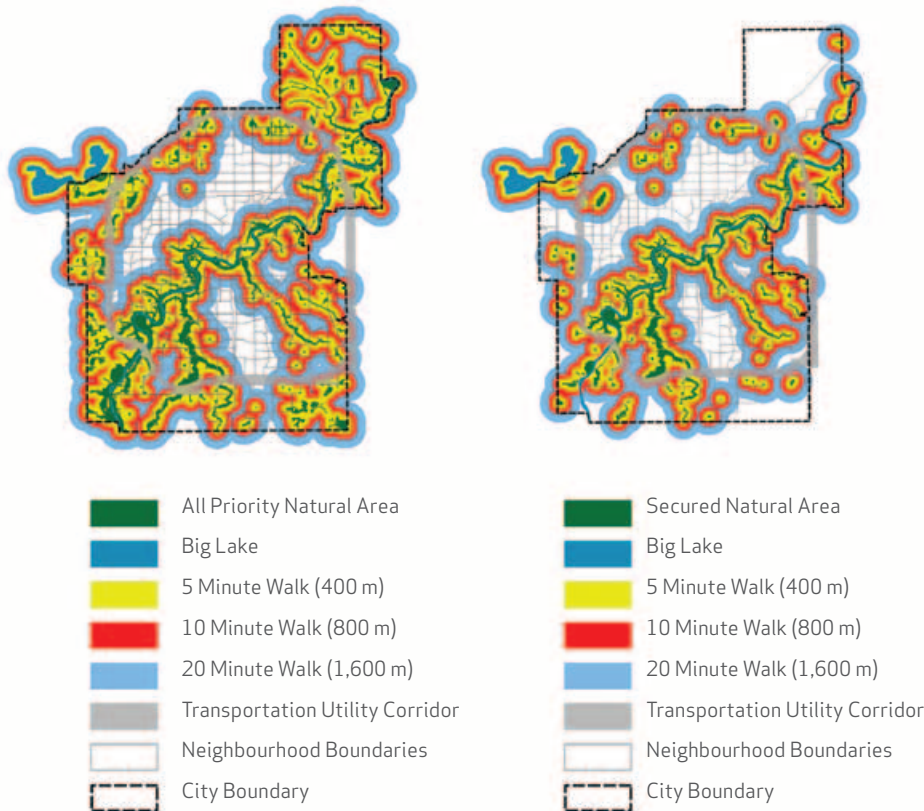 All Priority Natural Area
Big Lake
5 Minute Walk (400 m)
10 Minute Walk (800 m)
20 Minute Walk (1,600 m)
Transportation Utility Corridor
Neighbourhood Boundaries
City Boundary
Secured Natural Area
Big Lake
5 Minute Walk (400 m)
10 Minute Walk (800 m)
20 Minute Walk (1,600 m)
Transportation Utility Corridor
Neighbourhood Boundaries
City Boundary